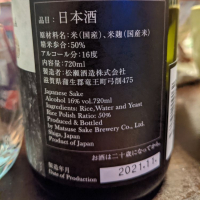 品目：日本酒
原材料名：米(国産)、米麹(国産米)
精米歩合：50%
アルコール分：16度
内容量：720ml
製造者：松瀬酒造株式会社
滋賀県蒲生郡竜王町弓削475
Japanese Sake
Alcohol 16% vol.720ml
Ingredients: Rice,Water and Yeast
Rice Polish Ratio: 50%
Produced & Bottled
by Matsuse Sake Brewery Co., Ltd.
Shiga, Japan
Product of Japan
お酒は二十歳になってから。
製造年月
Date of Production
2021.11